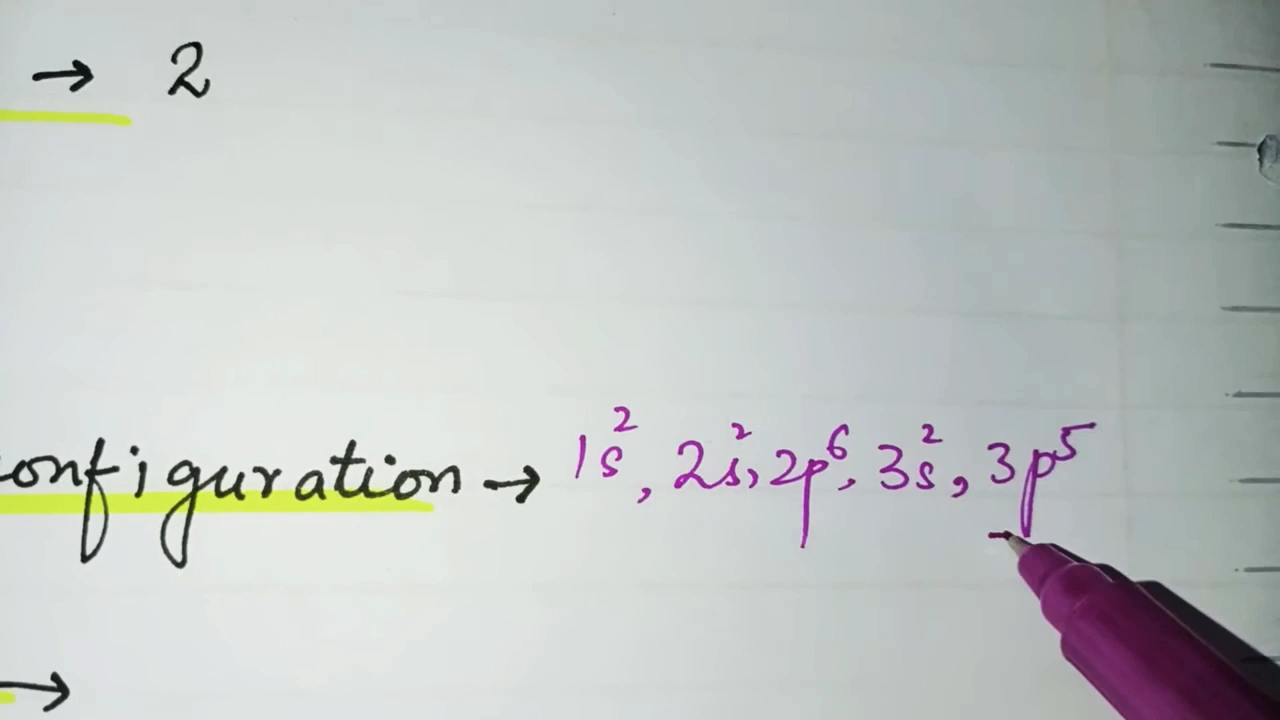 → 2
onfiguration → 1s², 2s², 2p⁶, 3s², 3p⁵
→